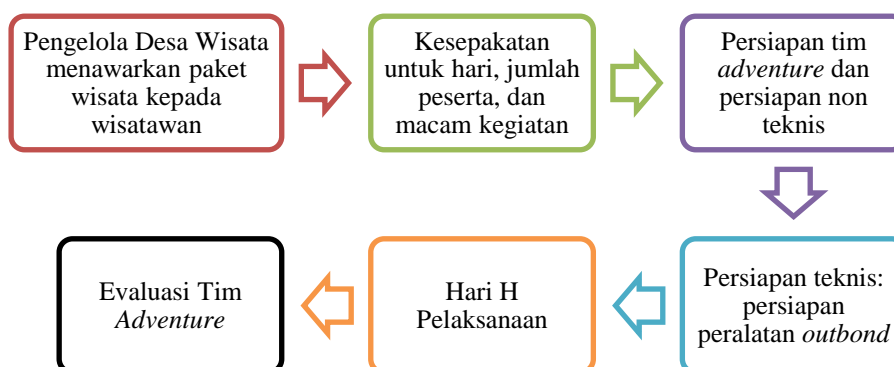 Pengelola Desa Wisata
menawarkan paket
wisata kepada
wisatawan
Kesepakatan
untuk hari, jumlah
peserta, dan
macam kegiatan
Persiapan tim
adventure dan
persiapan non
teknis
Persiapan teknis:
persiapan
peralatan outbond
Hari H
Pelaksanaan
Evaluasi Tim
Adventure